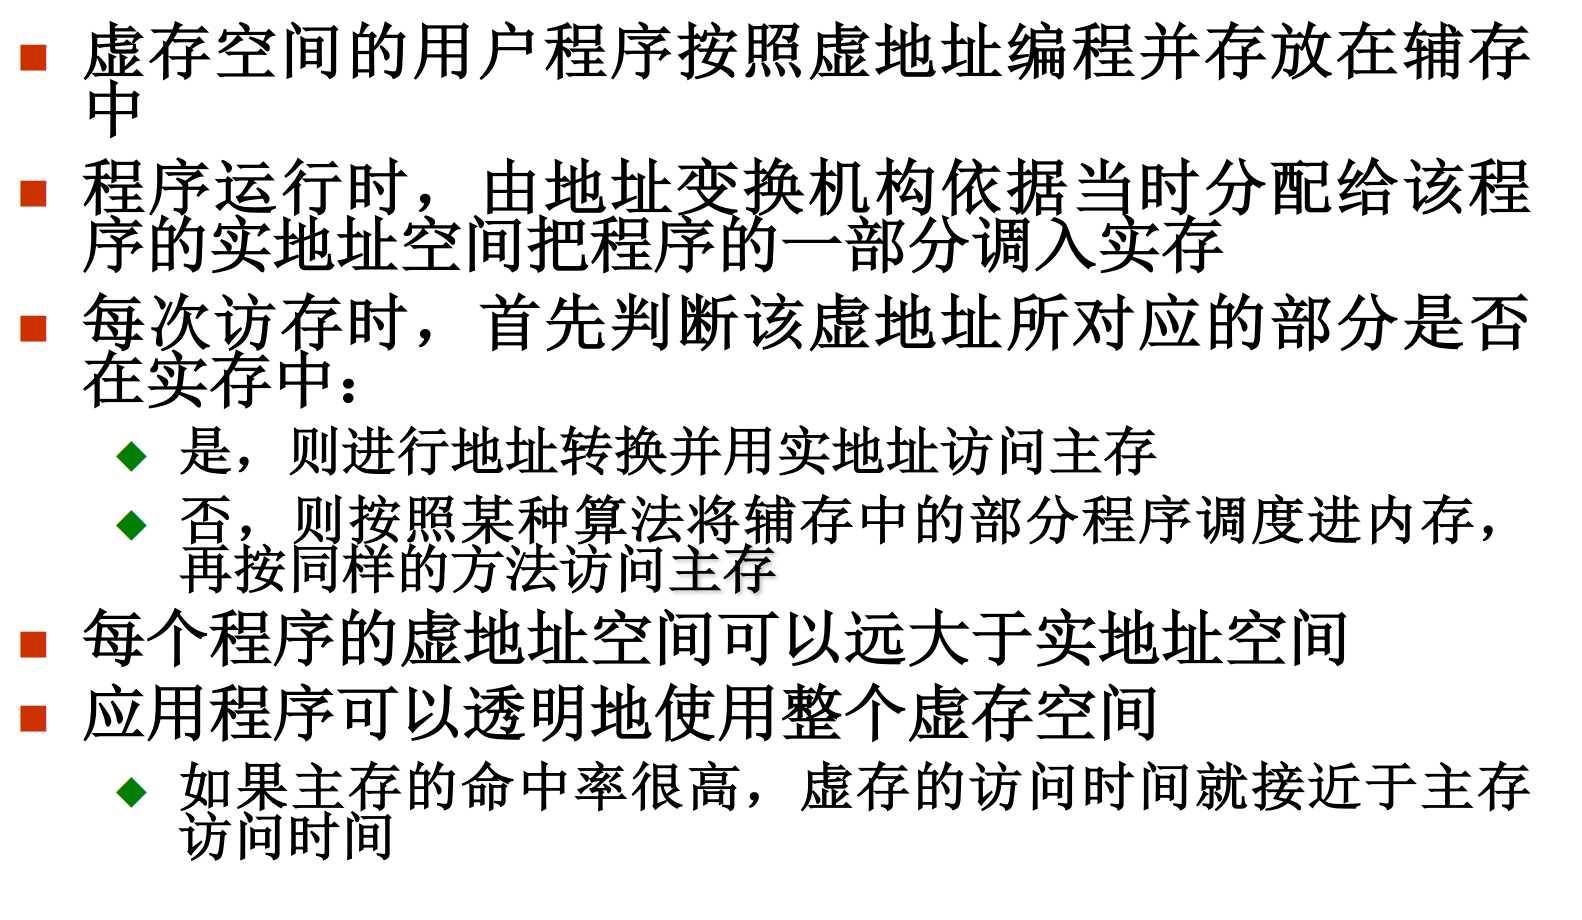 ■ 虚存空间的用户程序按照虚地址编程并存放在辅存
中
■ 程序运行时，由地址变换机构依据当时分配给该程
序的实地址空间把程序的一部分调入实存
■ 每次访存时，首先判断该虚地址所对应的部分是否
在实存中：
◆ 是，则进行地址转换并用实地址访问主存
◆ 否，则按照某种算法将辅存中的部分程序调度进内存，
再按同样的方法访问主存
■ 每个程序的虚地址空间可以远大于实地址空间
■ 应用程序可以透明地使用整个虚存空间
◆ 如果主存的命中率很高，虚存的访问时间就接近于主存
访问时间